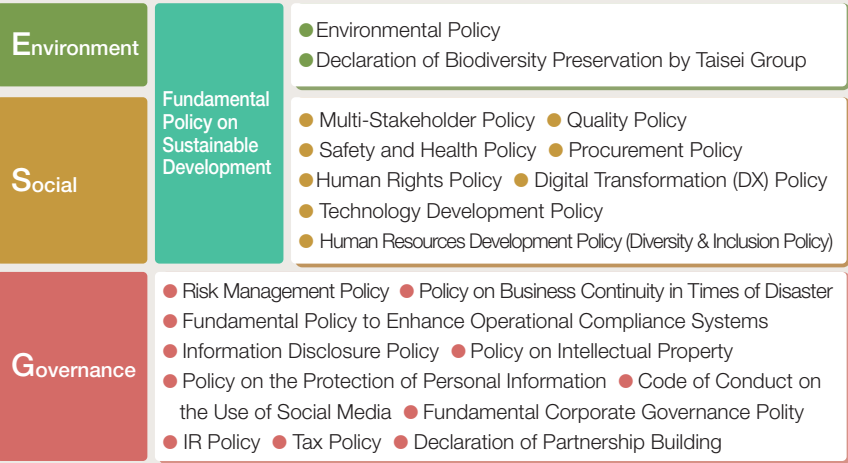 Environment
Fundamental
Policy on
Sustainable
Development
● Environmental Policy
● Declaration of Biodiversity Preservation by Taisei Group
Social
● Multi-Stakeholder Policy ● Quality Policy
● Safety and Health Policy ● Procurement Policy
● Human Rights Policy ● Digital Transformation (DX) Policy
● Technology Development Policy
● Human Resources Development Policy (Diversity & Inclusion Policy)
Governance
● Risk Management Policy ● Policy on Business Continuity in Times of Disaster
● Fundamental Policy to Enhance Operational Compliance Systems
● Information Disclosure Policy ● Policy on Intellectual Property
● Policy on the Protection of Personal Information ● Code of Conduct on
the Use of Social Media ● Fundamental Corporate Governance Polity
● IR Policy ● Tax Policy ● Declaration of Partnership Building